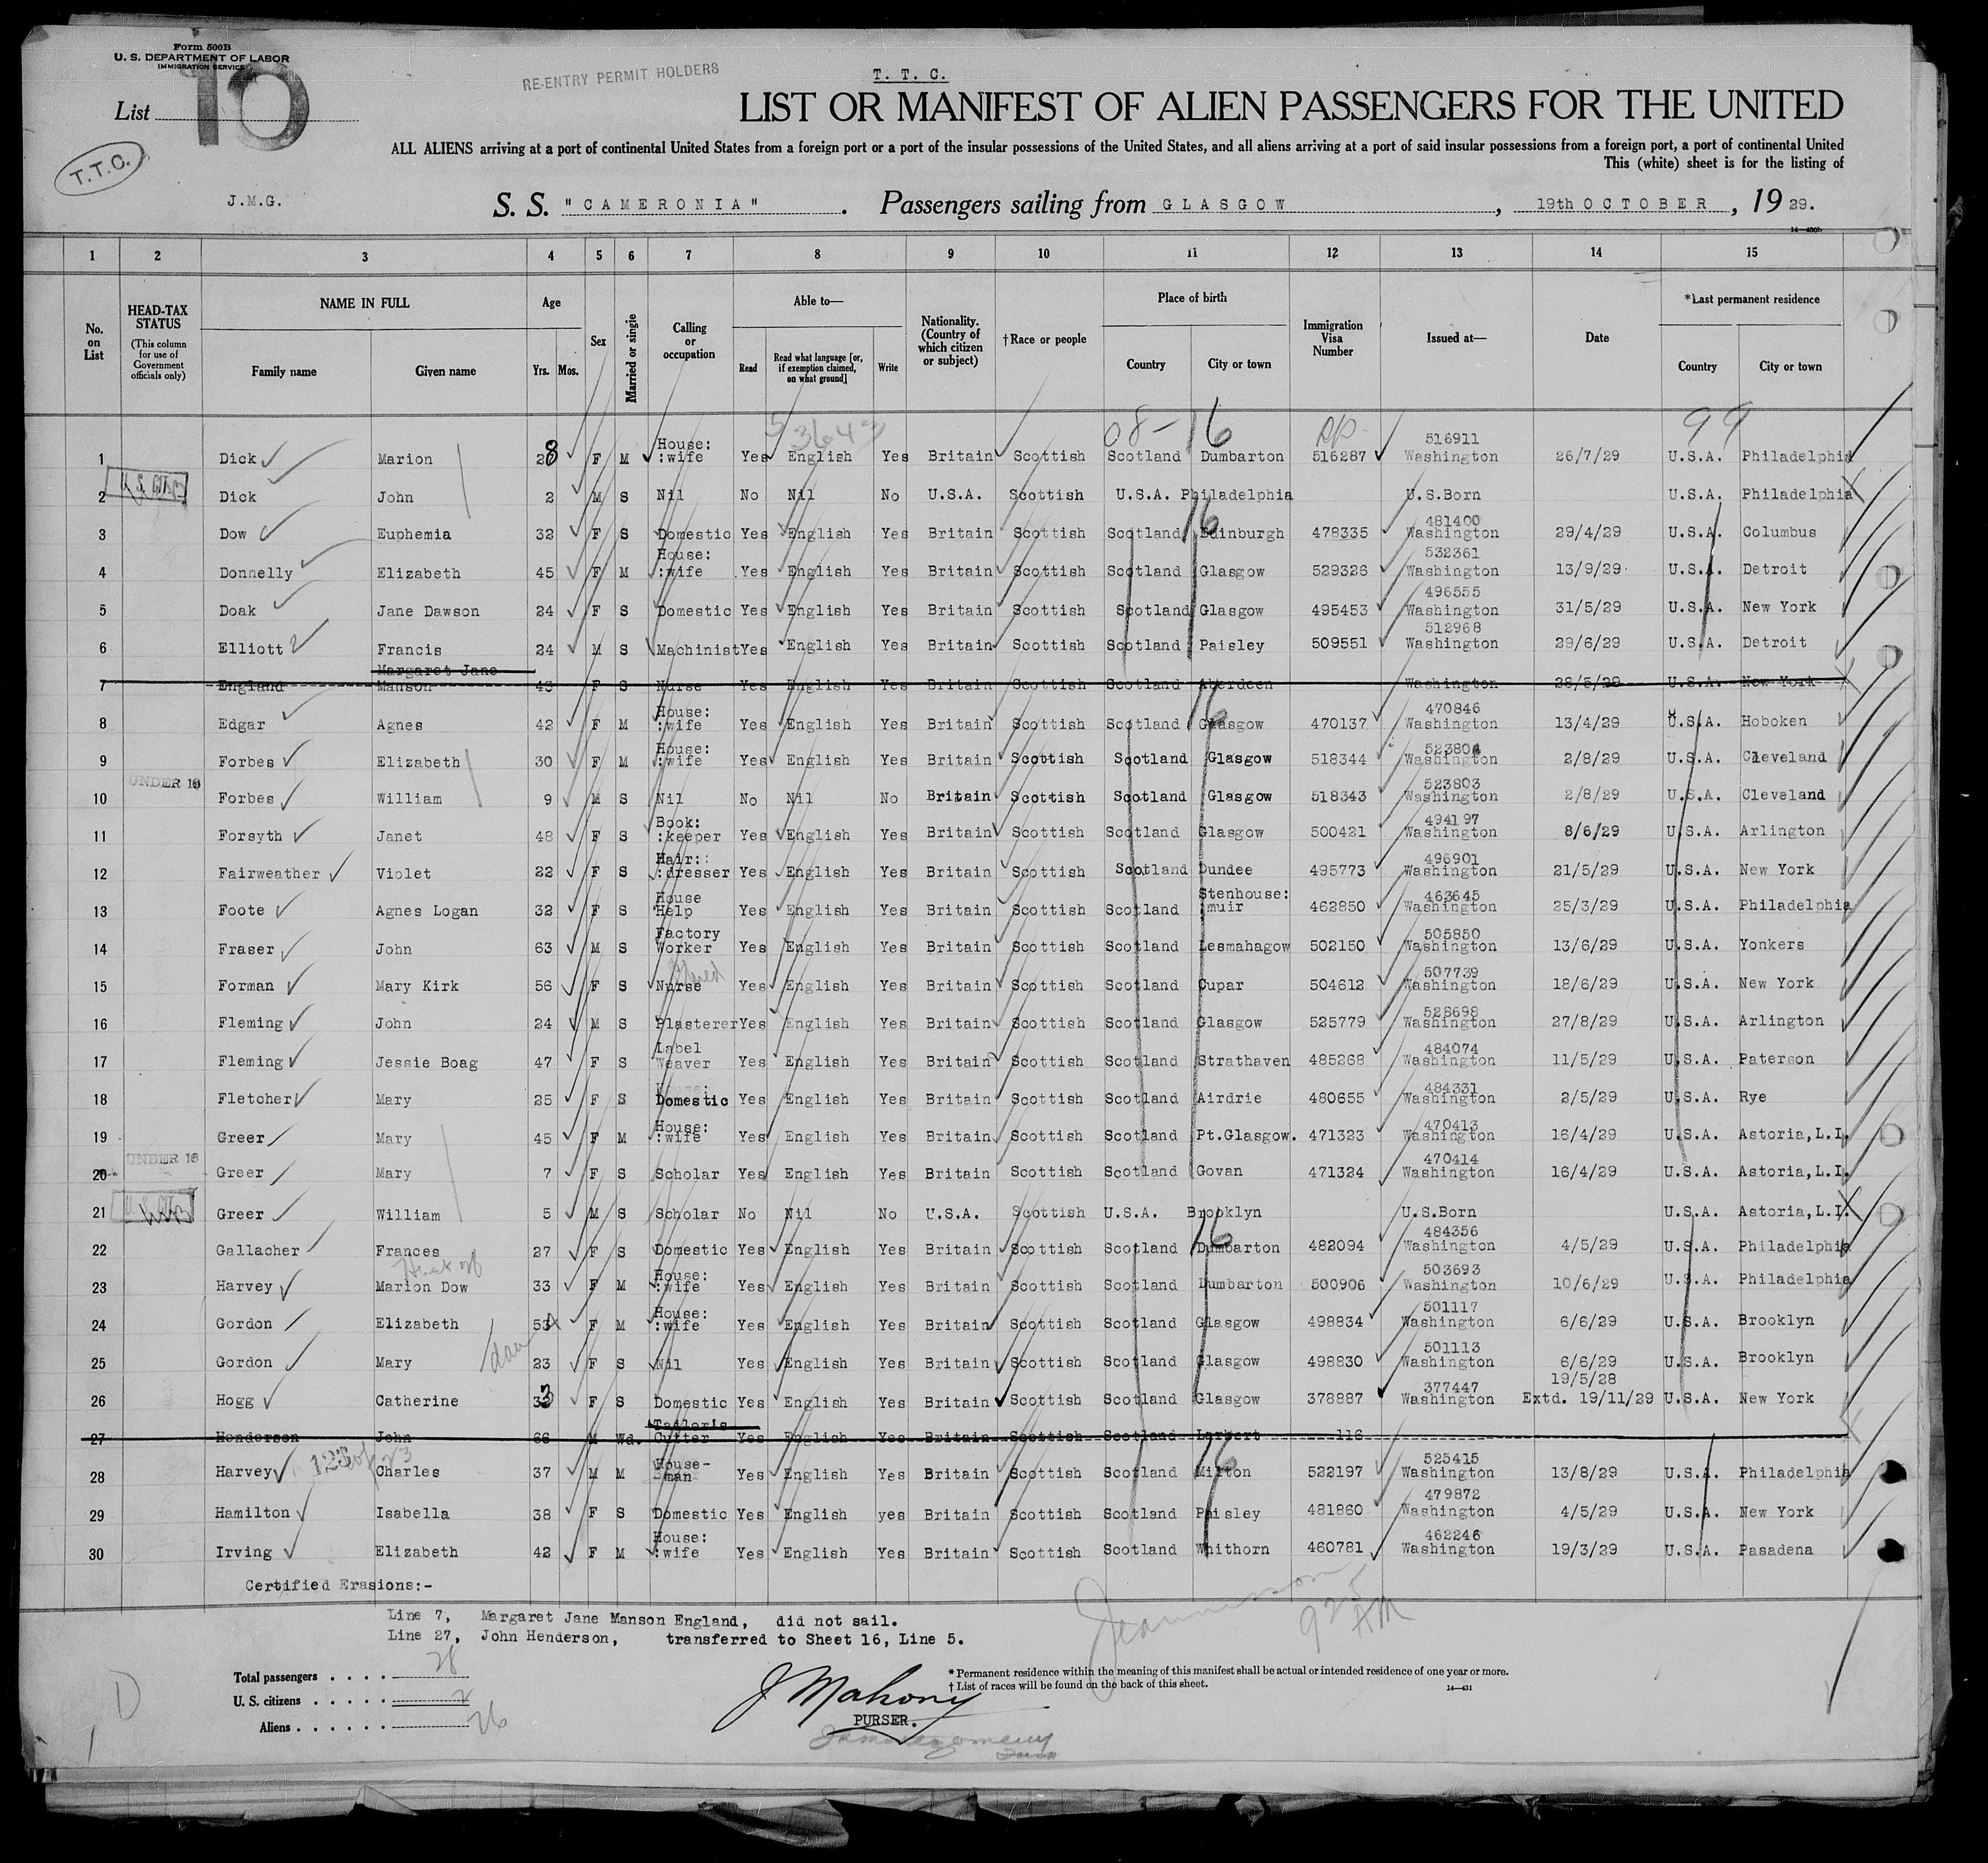 Form 500B
U. S. DEPARTMENT OF LABOR
IMMIGRATION SERVICE
RE-ENTRY PERMIT HOLDERS
T. T. C.
List 10
LIST OR MANIFEST OF ALIEN PASSENGERS FOR THE UNITED
ALL ALIENS arriving at a port of continental United States from a foreign port or a port of the insular possessions of the United States, and all aliens arriving at a port of said insular possessions from a foreign port, a port of continental United
This (white) sheet is for the listing of
T.T.C.
J.M.G.
S. S. "CAMERONIA". Passengers sailing from GLASGOW, 19th OCTOBER, 1929.
14—430b
1 2 3 4 5 6 7 8 9 10 11 12 13 14 15
No. on List
HEAD-TAX STATUS
(This column for use of Government officials only)
NAME IN FULL
Family name Given name
Age
Yrs. Mos.
Sex
Married or single
Calling or occupation
Able to—
Read
Read what language [or, if exemption claimed, on what ground]
Write
Nationality. (Country of which citizen or subject)
†Race or people
Place of birth
Country City or town
Immigration Visa Number
Issued at—
Date
*Last permanent residence
Country City or town
53643 08-16 99
1 Dick Marion 28 F M House: :wife Yes English Yes Britain Scottish Scotland Dumbarton 516287 516911 Washington 26/7/29 U.S.A. Philadelphia
2 Dick John 2 M S Nil No Nil No U.S.A. Scottish U.S.A. Philadelphia U.S.Born U.S.A. Philadelphia
3 Dow Euphemia 32 F S Domestic Yes English Yes Britain Scottish Scotland Edinburgh 478335 481400 Washington 29/4/29 U.S.A. Columbus
4 Donnelly Elizabeth 45 F M House: :wife Yes English Yes Britain Scottish Scotland Glasgow 529326 532361 Washington 13/9/29 U.S.A. Detroit
5 Doak Jane Dawson 24 F S Domestic Yes English Yes Britain Scottish Scotland Glasgow 495453 496555 Washington 31/5/29 U.S.A. New York
6 Elliott Francis 24 M S Machinist Yes English Yes Britain Scottish Scotland Paisley 509551 512968 Washington 29/6/29 U.S.A. Detroit
7 England Margaret Jane Manson 43 F S Nurse Yes English Yes Britain Scottish Scotland Aberdeen Washington 28/5/29 U.S.A. New York
8 Edgar Agnes 42 F M House: :wife Yes English Yes Britain Scottish Scotland Glasgow 470137 470846 Washington 13/4/29 U.S.A. Hoboken
9 Forbes Elizabeth 30 F M House: :wife Yes English Yes Britain Scottish Scotland Glasgow 518344 523804 Washington 2/8/29 U.S.A. Cleveland
UNDER 16
10 Forbes William 9 M S Nil No Nil No Britain Scottish Scotland Glasgow 518343 523803 Washington 2/8/29 U.S.A. Cleveland
11 Forsyth Janet 48 F S Book: :keeper Yes English Yes Britain Scottish Scotland Glasgow 500421 494197 Washington 8/6/29 U.S.A. Arlington
12 Fairweather Violet 22 F S Hair: :dresser Yes English Yes Britain Scottish Scotland Dundee 495773 496901 Washington 21/5/29 U.S.A. New York
13 Foote Agnes Logan 32 F S House Help Yes English Yes Britain Scottish Scotland Stenhouse: :muir 462850 463645 Washington 25/3/29 U.S.A. Philadelphia
14 Fraser John 63 M S Factory Worker Yes English Yes Britain Scottish Scotland Lesmahagow 502150 505850 Washington 13/6/29 U.S.A. Yonkers
15 Forman Mary Kirk 56 F S Nurse Yes English Yes Britain Scottish Scotland Cupar 504612 507739 Washington 18/6/29 U.S.A. New York
16 Fleming John 24 M S Plasterer Yes English Yes Britain Scottish Scotland Glasgow 525779 528698 Washington 27/8/29 U.S.A. Arlington
17 Fleming Jessie Boag 47 F S Label Weaver Yes English Yes Britain Scottish Scotland Strathaven 485268 484074 Washington 11/5/29 U.S.A. Paterson
18 Fletcher Mary 25 F S Domestic Yes English Yes Britain Scottish Scotland Airdrie 480655 484331 Washington 2/5/29 U.S.A. Rye
19 Greer Mary 45 F M House: :wife Yes English Yes Britain Scottish Scotland Pt.Glasgow. 471323 470413 Washington 16/4/29 U.S.A. Astoria,L.I.
UNDER 16
20 Greer Mary 7 F S Scholar Yes English Yes Britain Scottish Scotland Govan 471324 470414 Washington 16/4/29 U.S.A. Astoria,L.I.
21 Greer William 5 M S Scholar No Nil No U.S.A. Scottish U.S.A. Brooklyn U.S.Born U.S.A. Astoria,L.I.
22 Gallacher Frances 27 F S Domestic Yes English Yes Britain Scottish Scotland Dumbarton 482094 484356 Washington 4/5/29 U.S.A. Philadelphia
23 Harvey Marion Dow 33 F M House: :wife Yes English Yes Britain Scottish Scotland Dumbarton 500906 503693 Washington 10/6/29 U.S.A. Philadelphia
24 Gordon Elizabeth 54 F M House: :wife Yes English Yes Britain Scottish Scotland Glasgow 498834 501117 Washington 6/6/29 U.S.A. Brooklyn
25 Gordon Mary dau 23 F S Nil Yes English Yes Britain Scottish Scotland Glasgow 498830 501113 Washington 6/6/29 U.S.A. Brooklyn
26 Hogg Catherine 33 F S Domestic Yes English Yes Britain Scottish Scotland Glasgow 378887 377447 Washington 19/5/28 Extd. 19/11/29 U.S.A. New York
27 Henderson John 66 M Wd. Tailor's Cutter Yes English Yes Britain Scottish Scotland Larbert 116
28 Harvey Charles 37 M M House-man Yes English Yes Britain Scottish Scotland Milton 522197 525415 Washington 13/8/29 U.S.A. Philadelphia
29 Hamilton Isabella 38 F S Domestic Yes English yes Britain Scottish Scotland Paisley 481860 479872 Washington 4/5/29 U.S.A. New York
30 Irving Elizabeth 42 F M House: :wife Yes English Yes Britain Scottish Scotland Whithorn 460781 462246 Washington 19/3/29 U.S.A. Pasadena
Certified Erasions:-
Line 7, Margaret Jane Manson England, did not sail.
Line 27, John Henderson, transferred to Sheet 16, Line 5.
Total passengers . . . . 28
U. S. citizens . . . . . 2
Aliens . . . . . . 26
J Mahony
PURSER.
925 AM
* Permanent residence within the meaning of this manifest shall be actual or intended residence of one year or more.
† List of races will be found on the back of this sheet.
14—431